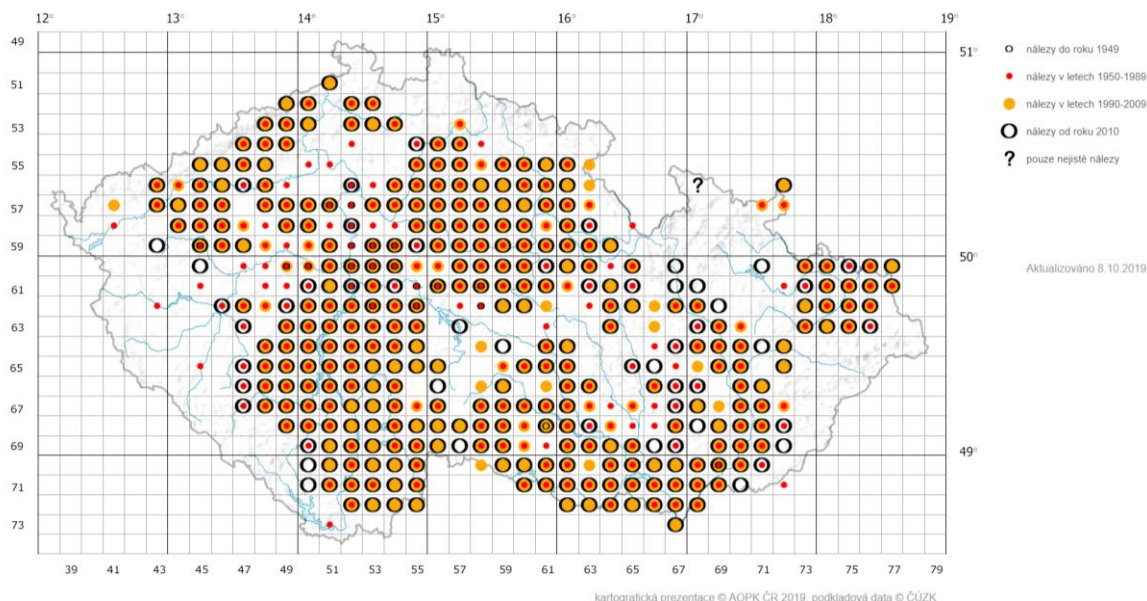 12° 13° 14° 15° 16° 17° 18° 19°
49
51°
nálezy do roku 1949
51
nálezy v letech 1950-1989
nálezy v letech 1990-2009
53
nálezy od roku 2010
55
? pouze nejisté nálezy
?
57
59
50°
Aktualizováno 8.10.2019
61
63
65
67
69
49°
71
73
39 41 43 45 47 49 51 53 55 57 59 61 63 65 67 69 71 73 75 77 79
kartografická prezentace © AOPK ČR 2019, podkladová data © ČÚZK